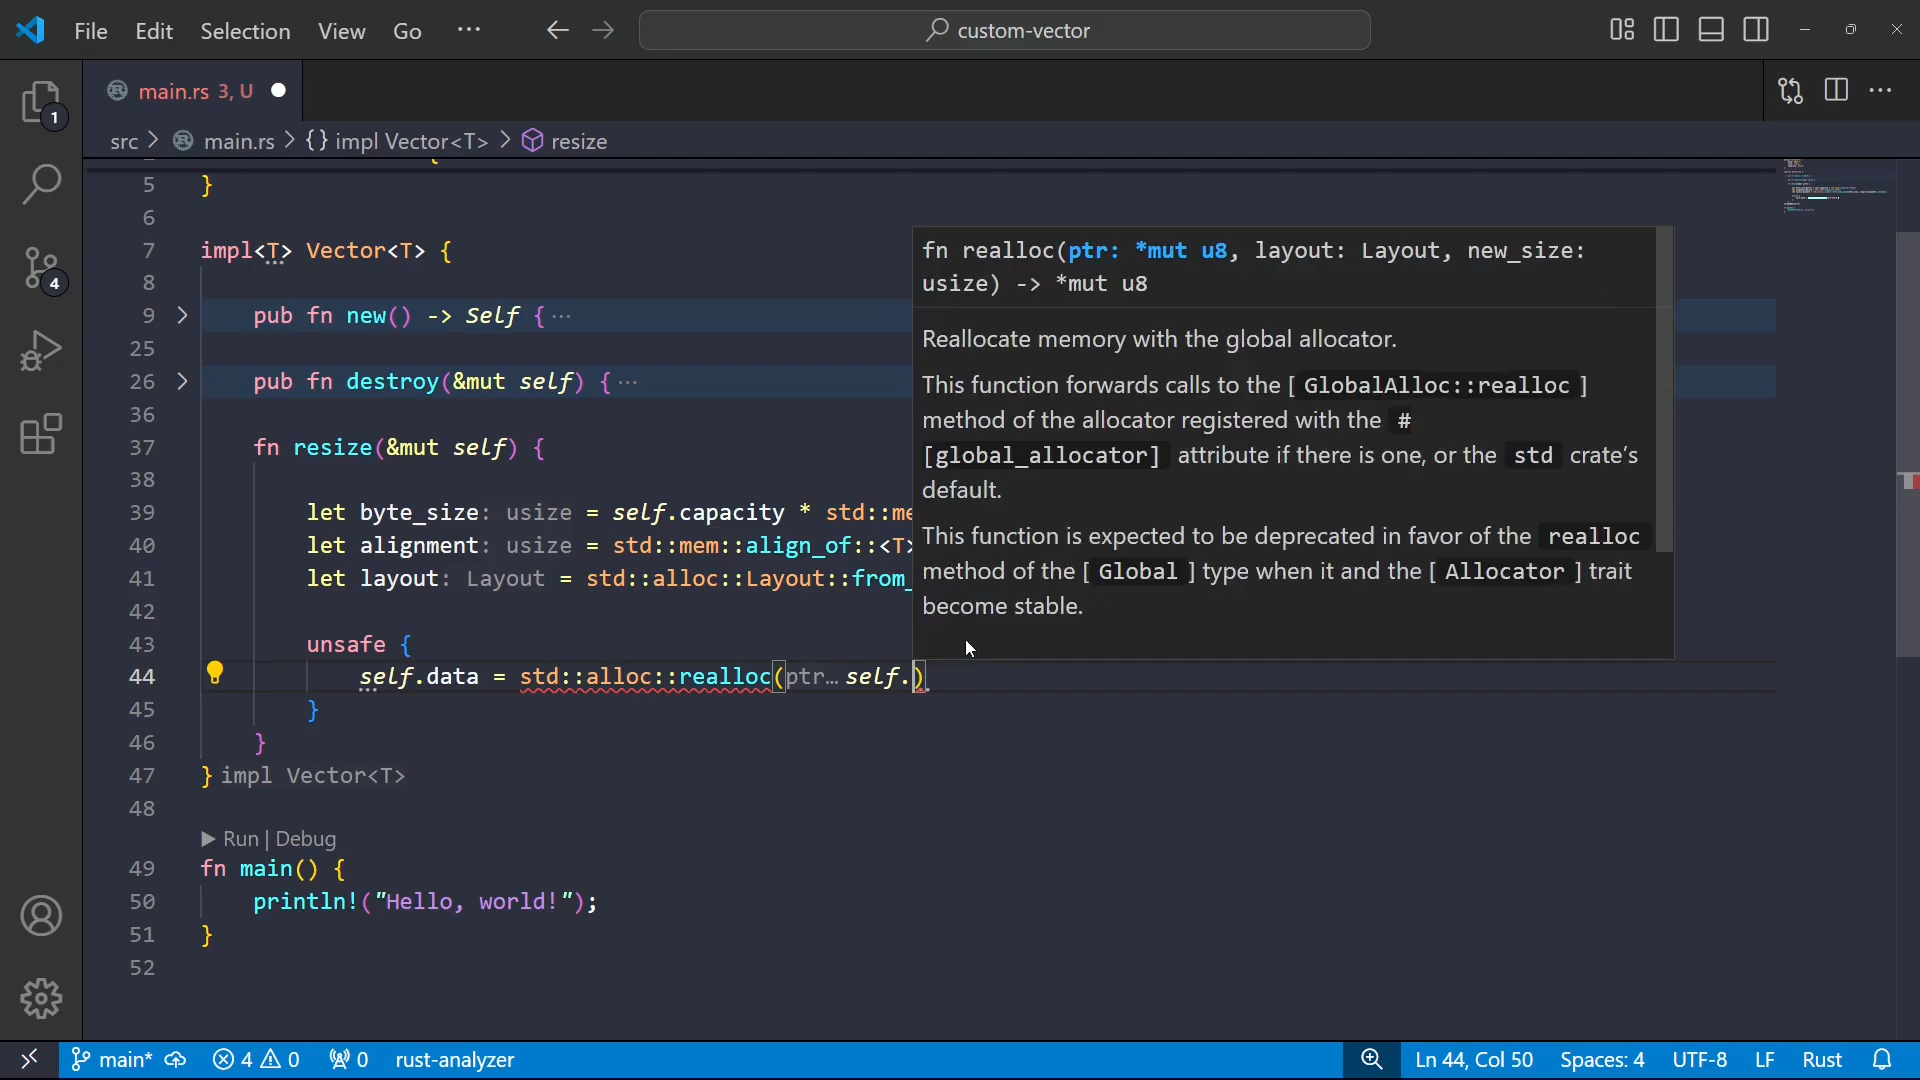 File Edit Selection View Go ··· custom-vector
1
4
main.rs 3, U
src > main.rs > {} impl Vector<T> > resize
5 }
6
7 impl<T> Vector<T> {
8
9 pub fn new() -> Self { ···
25
26 pub fn destroy(&mut self) { ···
36
37 fn resize(&mut self) {
38
39 let byte_size: usize = self.capacity * std::me
40 let alignment: usize = std::mem::align_of::<T>
41 let layout: Layout = std::alloc::Layout::from_
42
43 unsafe {
44 self.data = std::alloc::realloc(ptr… self.)
45 }
46 }
47 } impl Vector<T>
48
▶ Run | Debug
49 fn main() {
50 println!("Hello, world!");
51 }
52
fn realloc(ptr: *mut u8, layout: Layout, new_size:
usize) -> *mut u8
Reallocate memory with the global allocator.
This function forwards calls to the [ GlobalAlloc::realloc ]
method of the allocator registered with the #
[global_allocator] attribute if there is one, or the std crate’s
default.
This function is expected to be deprecated in favor of the realloc
method of the [ Global ] type when it and the [ Allocator ] trait
become stable.
main* 4 0 0 rust-analyzer Ln 44, Col 50 Spaces: 4 UTF-8 LF Rust